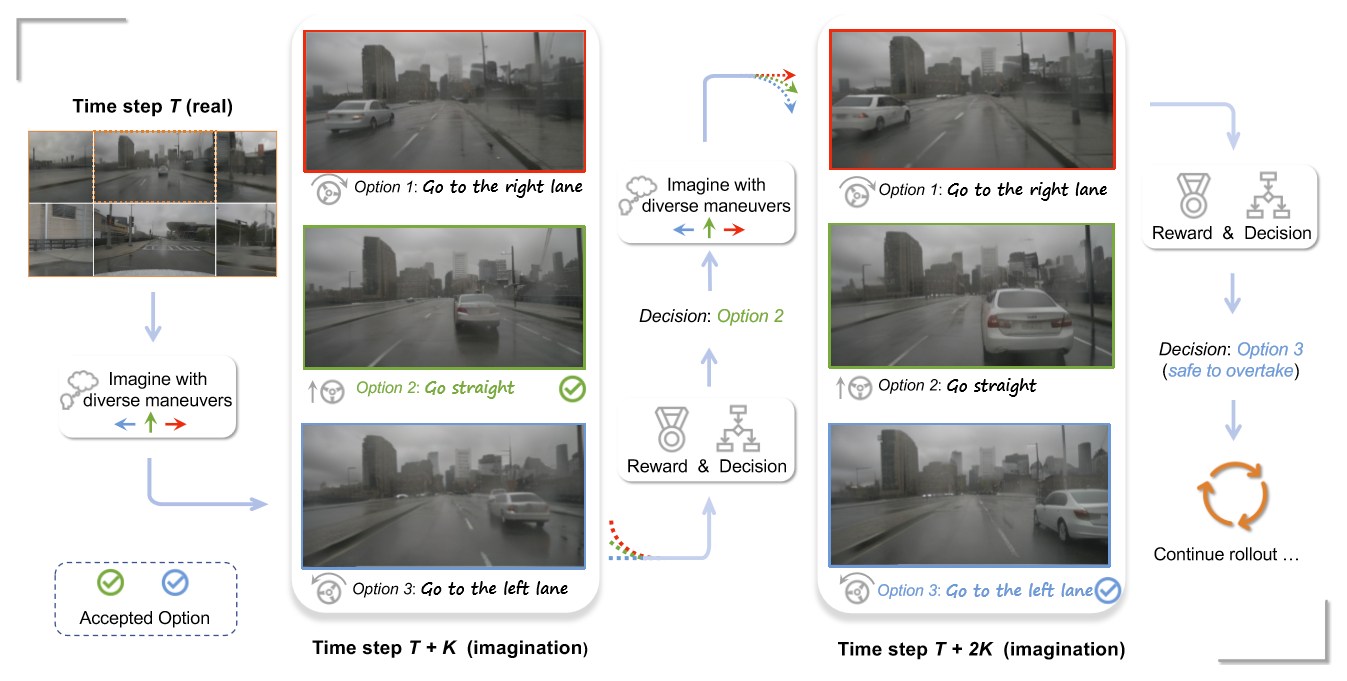 Time step T (real)
Imagine with
diverse maneuvers
Accepted Option
Option 1: Go to the right lane
Option 2: Go straight
Option 3: Go to the left lane
Time step T + K (imagination)
Reward & Decision
Decision: Option 2
Imagine with
diverse maneuvers
Option 1: Go to the right lane
Option 2: Go straight
Option 3: Go to the left lane
Time step T + 2K (imagination)
Reward & Decision
Decision: Option 3
(safe to overtake)
Continue rollout ...